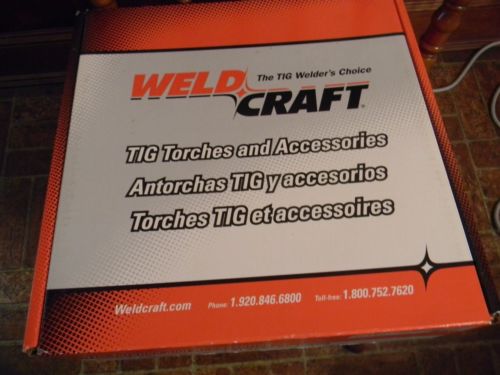 The TIG Welder's Choice
WELD
CRAFT®
TIG Torches and Accessories
Antorchas TIG y accesorios
Torches TIG et accessoires
Weldcraft.com Phone: 1.920.846.6800 Toll-free: 1.800.752.7620